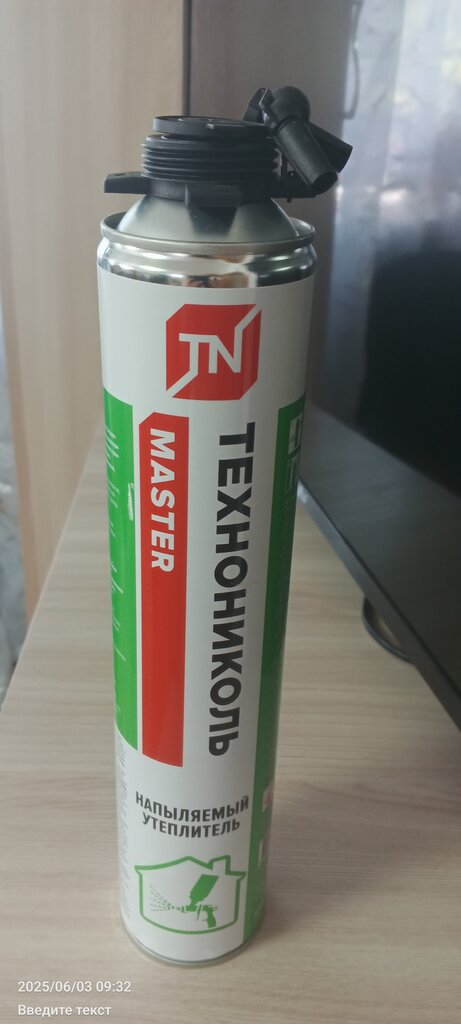 TN
ТЕХНОНИКОЛЬ
MASTER
НАПЫЛЯЕМЫЙ
УТЕПЛИТЕЛЬ
2025/06/03 09:32
Введите текст